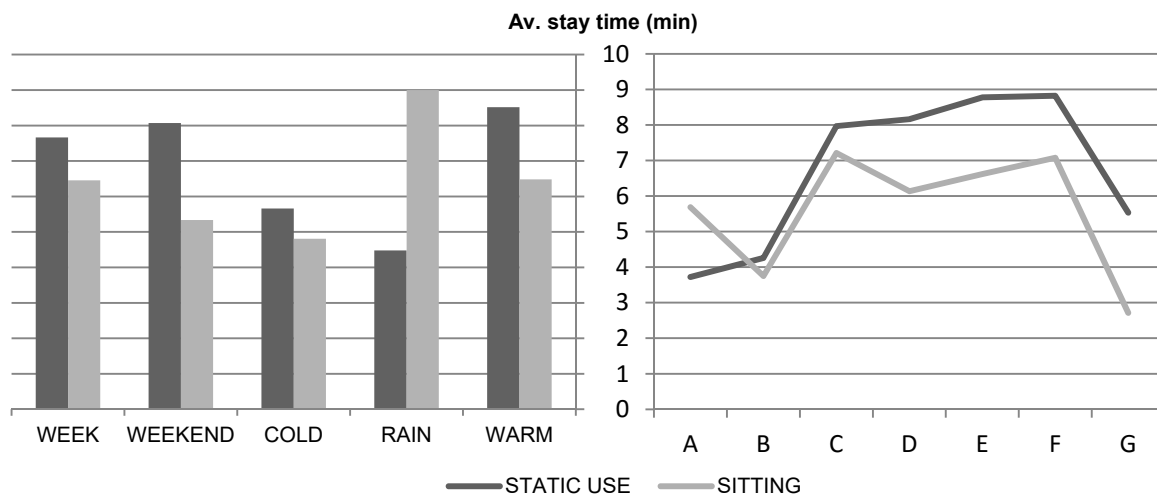 Av. stay time (min)
10
9
8
7
6
5
4
3
2
1
0
WEEK WEEKEND COLD RAIN WARM
A B C D E F G
STATIC USE SITTING